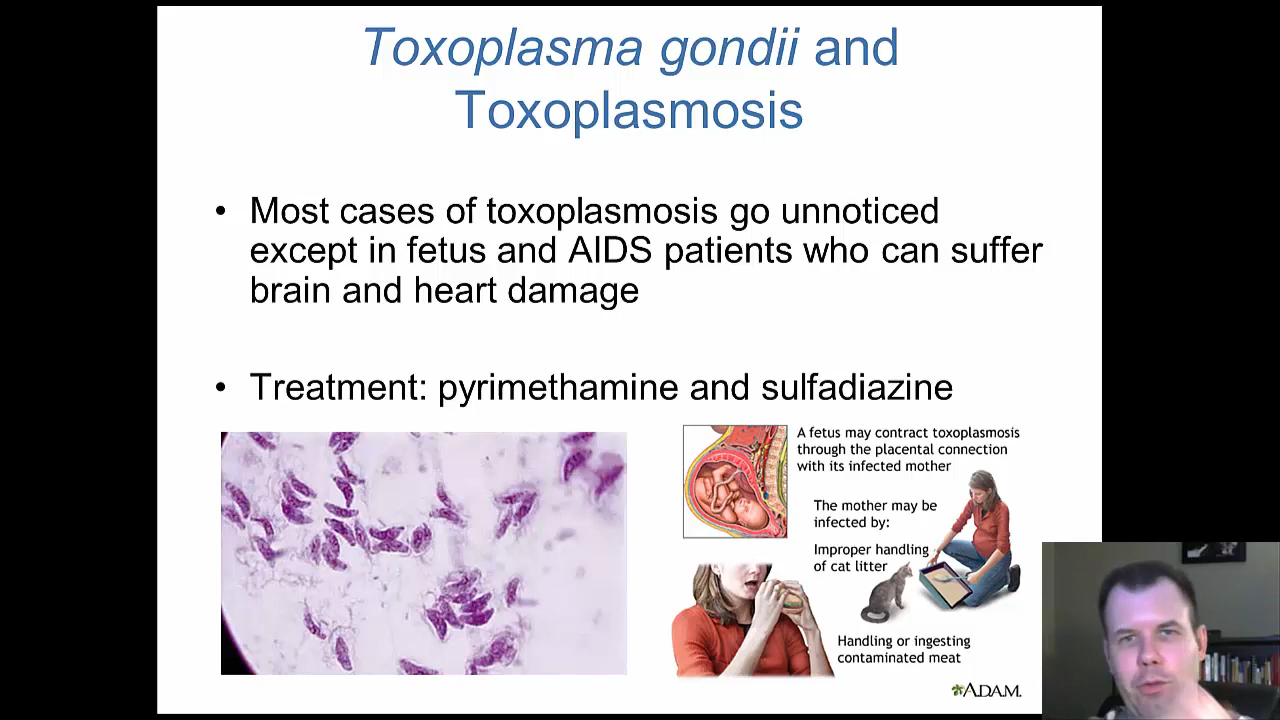 Toxoplasma gondii and
Toxoplasmosis
• Most cases of toxoplasmosis go unnoticed
except in fetus and AIDS patients who can suffer
brain and heart damage
• Treatment: pyrimethamine and sulfadiazine
A fetus may contract toxoplasmosis
through the placental connection
with its infected mother
The mother may be
infected by:
Improper handling
of cat litter
Handling or ingesting
contaminated meat
ADAM.